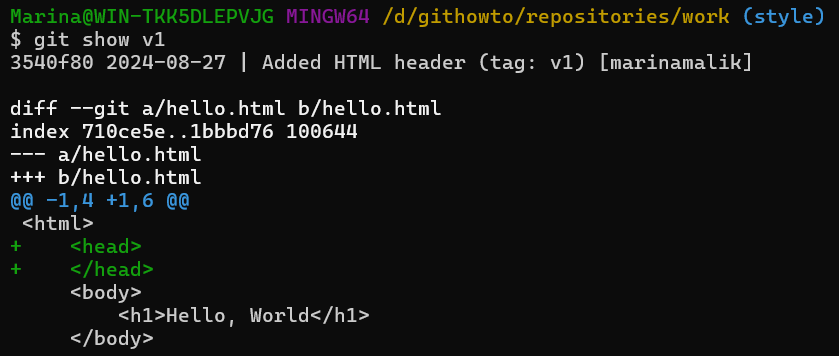 Marina@WIN-TKK5DLEPVJG MINGW64 /d/githowto/repositories/work (style)
$ git show v1
3540f80 2024-08-27 | Added HTML header (tag: v1) [marinamalik]

diff --git a/hello.html b/hello.html
index 710ce5e..1bbbd76 100644
--- a/hello.html
+++ b/hello.html
@@ -1,4 +1,6 @@
 <html>
+    <head>
+    </head>
     <body>
         <h1>Hello, World</h1>
     </body>